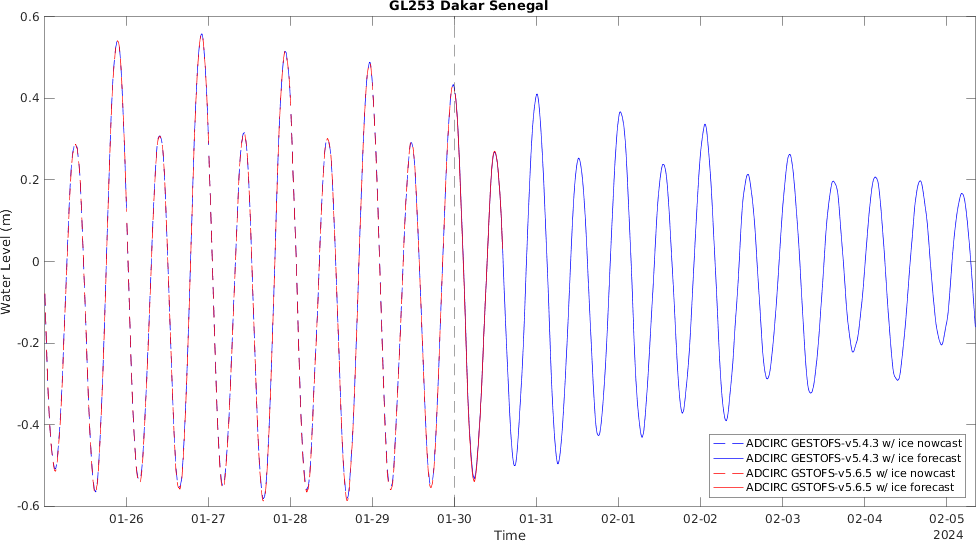 GL253 Dakar Senegal
0.6
0.4
0.2
0
-0.2
-0.4
-0.6
Water Level (m)
ADCIRC GESTOFS-v5.4.3 w/ ice nowcast
ADCIRC GESTOFS-v5.4.3 w/ ice forecast
ADCIRC GSTOFS-v5.6.5 w/ ice nowcast
ADCIRC GSTOFS-v5.6.5 w/ ice forecast
01-26 01-27 01-28 01-29 01-30 01-31 02-01 02-02 02-03 02-04 02-05
2024
Time